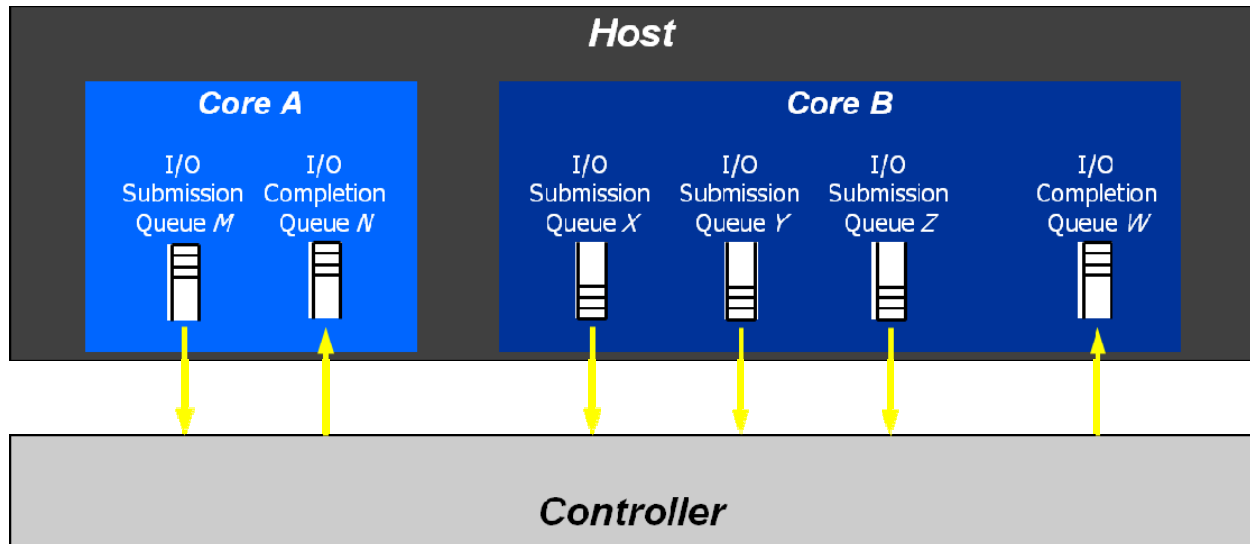 Host
Core A
Core B
I/O
Submission
Queue M
I/O
Completion
Queue N
I/O
Submission
Queue X
I/O
Submission
Queue Y
I/O
Submission
Queue Z
I/O
Completion
Queue W
Controller